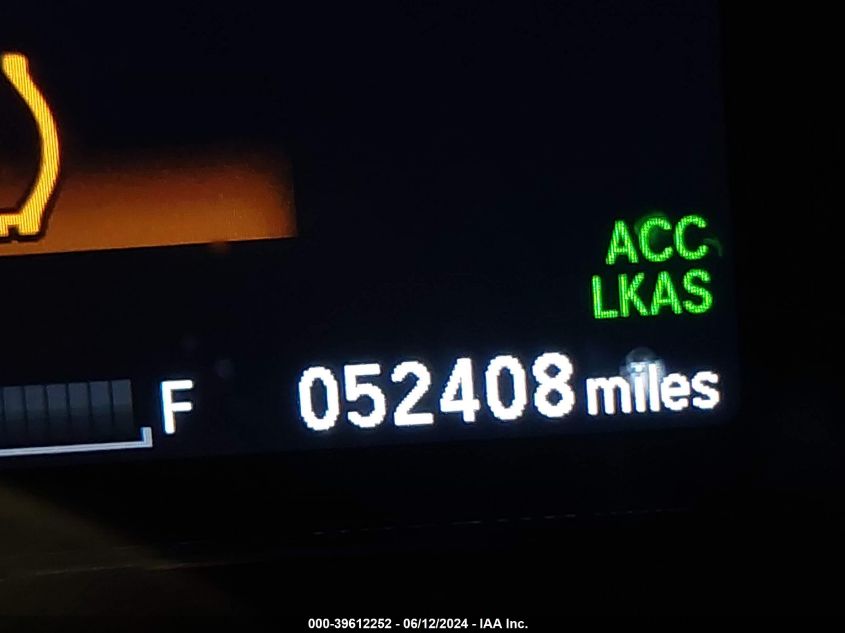 ACC
LKAS
F 052408 miles
000-39612252 - 06/12/2024 - IAA Inc.